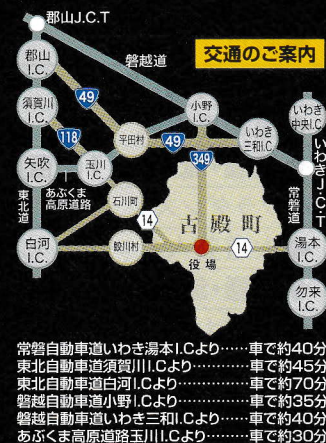 郡山J.C.T
交通のご案内
磐越道
郡山
I.C.
49
須賀川
I.C.
小野
I.C.
いわき
中央I.C
118
平田村
49
いわき
三和I.C
矢吹
I.C.
玉川
I.C.
349
いわきJ.C.T
あぶくま
高原道路
東北道
石川町
14
古殿町
常磐道
白河
I.C.
鮫川村
役場
14
湯本
I.C.
勿来
I.C.
常磐自動車道いわき湯本I.Cより……車で約40分
東北自動車道須賀川I.Cより……車で約45分
東北自動車道白河I.Cより……車で約70分
磐越自動車道小野I.Cより……車で約35分
磐越自動車道いわき三和I.Cより……車で約40分
あぶくま高原道路玉川I.Cより……車で約30分